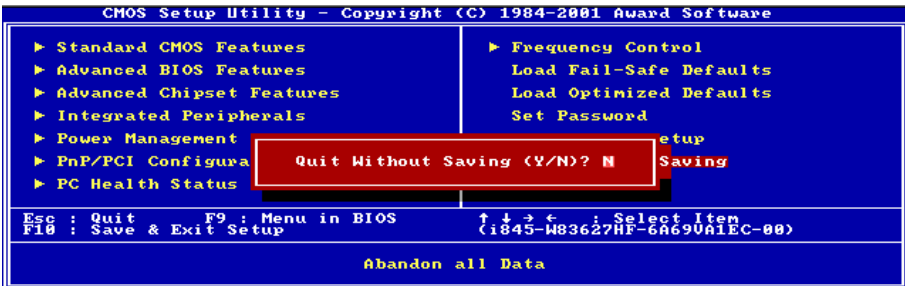 CMOS Setup Utility - Copyright (C) 1984-2001 Award Software
▶ Standard CMOS Features
▶ Advanced BIOS Features
▶ Advanced Chipset Features
▶ Integrated Peripherals
▶ Power Management
▶ PnP/PCI Configura
▶ PC Health Status
▶ Frequency Control
Load Fail-Safe Defaults
Load Optimized Defaults
Set Password
etup
Saving
Quit Without Saving (Y/N)? N
Esc : Quit F9 : Menu in BIOS ↑ ↓ → ← : Select Item
F10 : Save & Exit Setup (i845-W83627HF-6A69VA1EC-00)
Abandon all Data